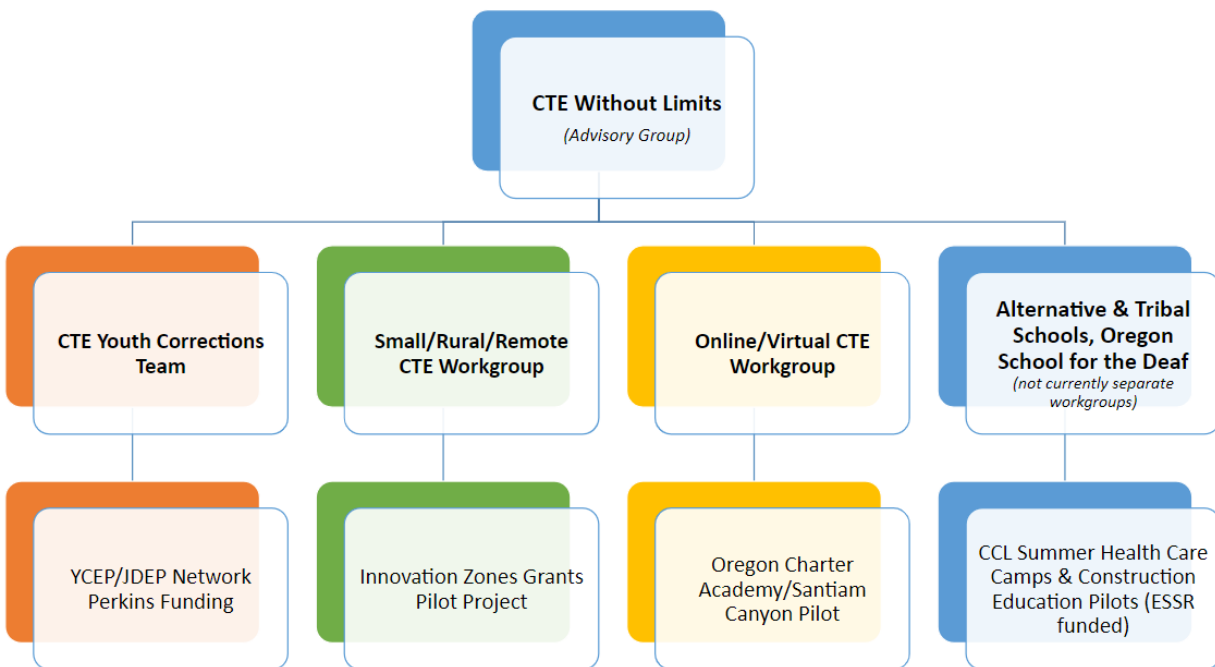 CTE Without Limits
(Advisory Group)
CTE Youth Corrections
Team
Small/Rural/Remote
CTE Workgroup
Online/Virtual CTE
Workgroup
Alternative & Tribal
Schools, Oregon
School for the Deaf
(not currently separate
workgroups)
YCEP/JDEP Network
Perkins Funding
Innovation Zones Grants
Pilot Project
Oregon Charter
Academy/Santiam
Canyon Pilot
CCL Summer Health Care
Camps & Construction
Education Pilots (ESSR
funded)